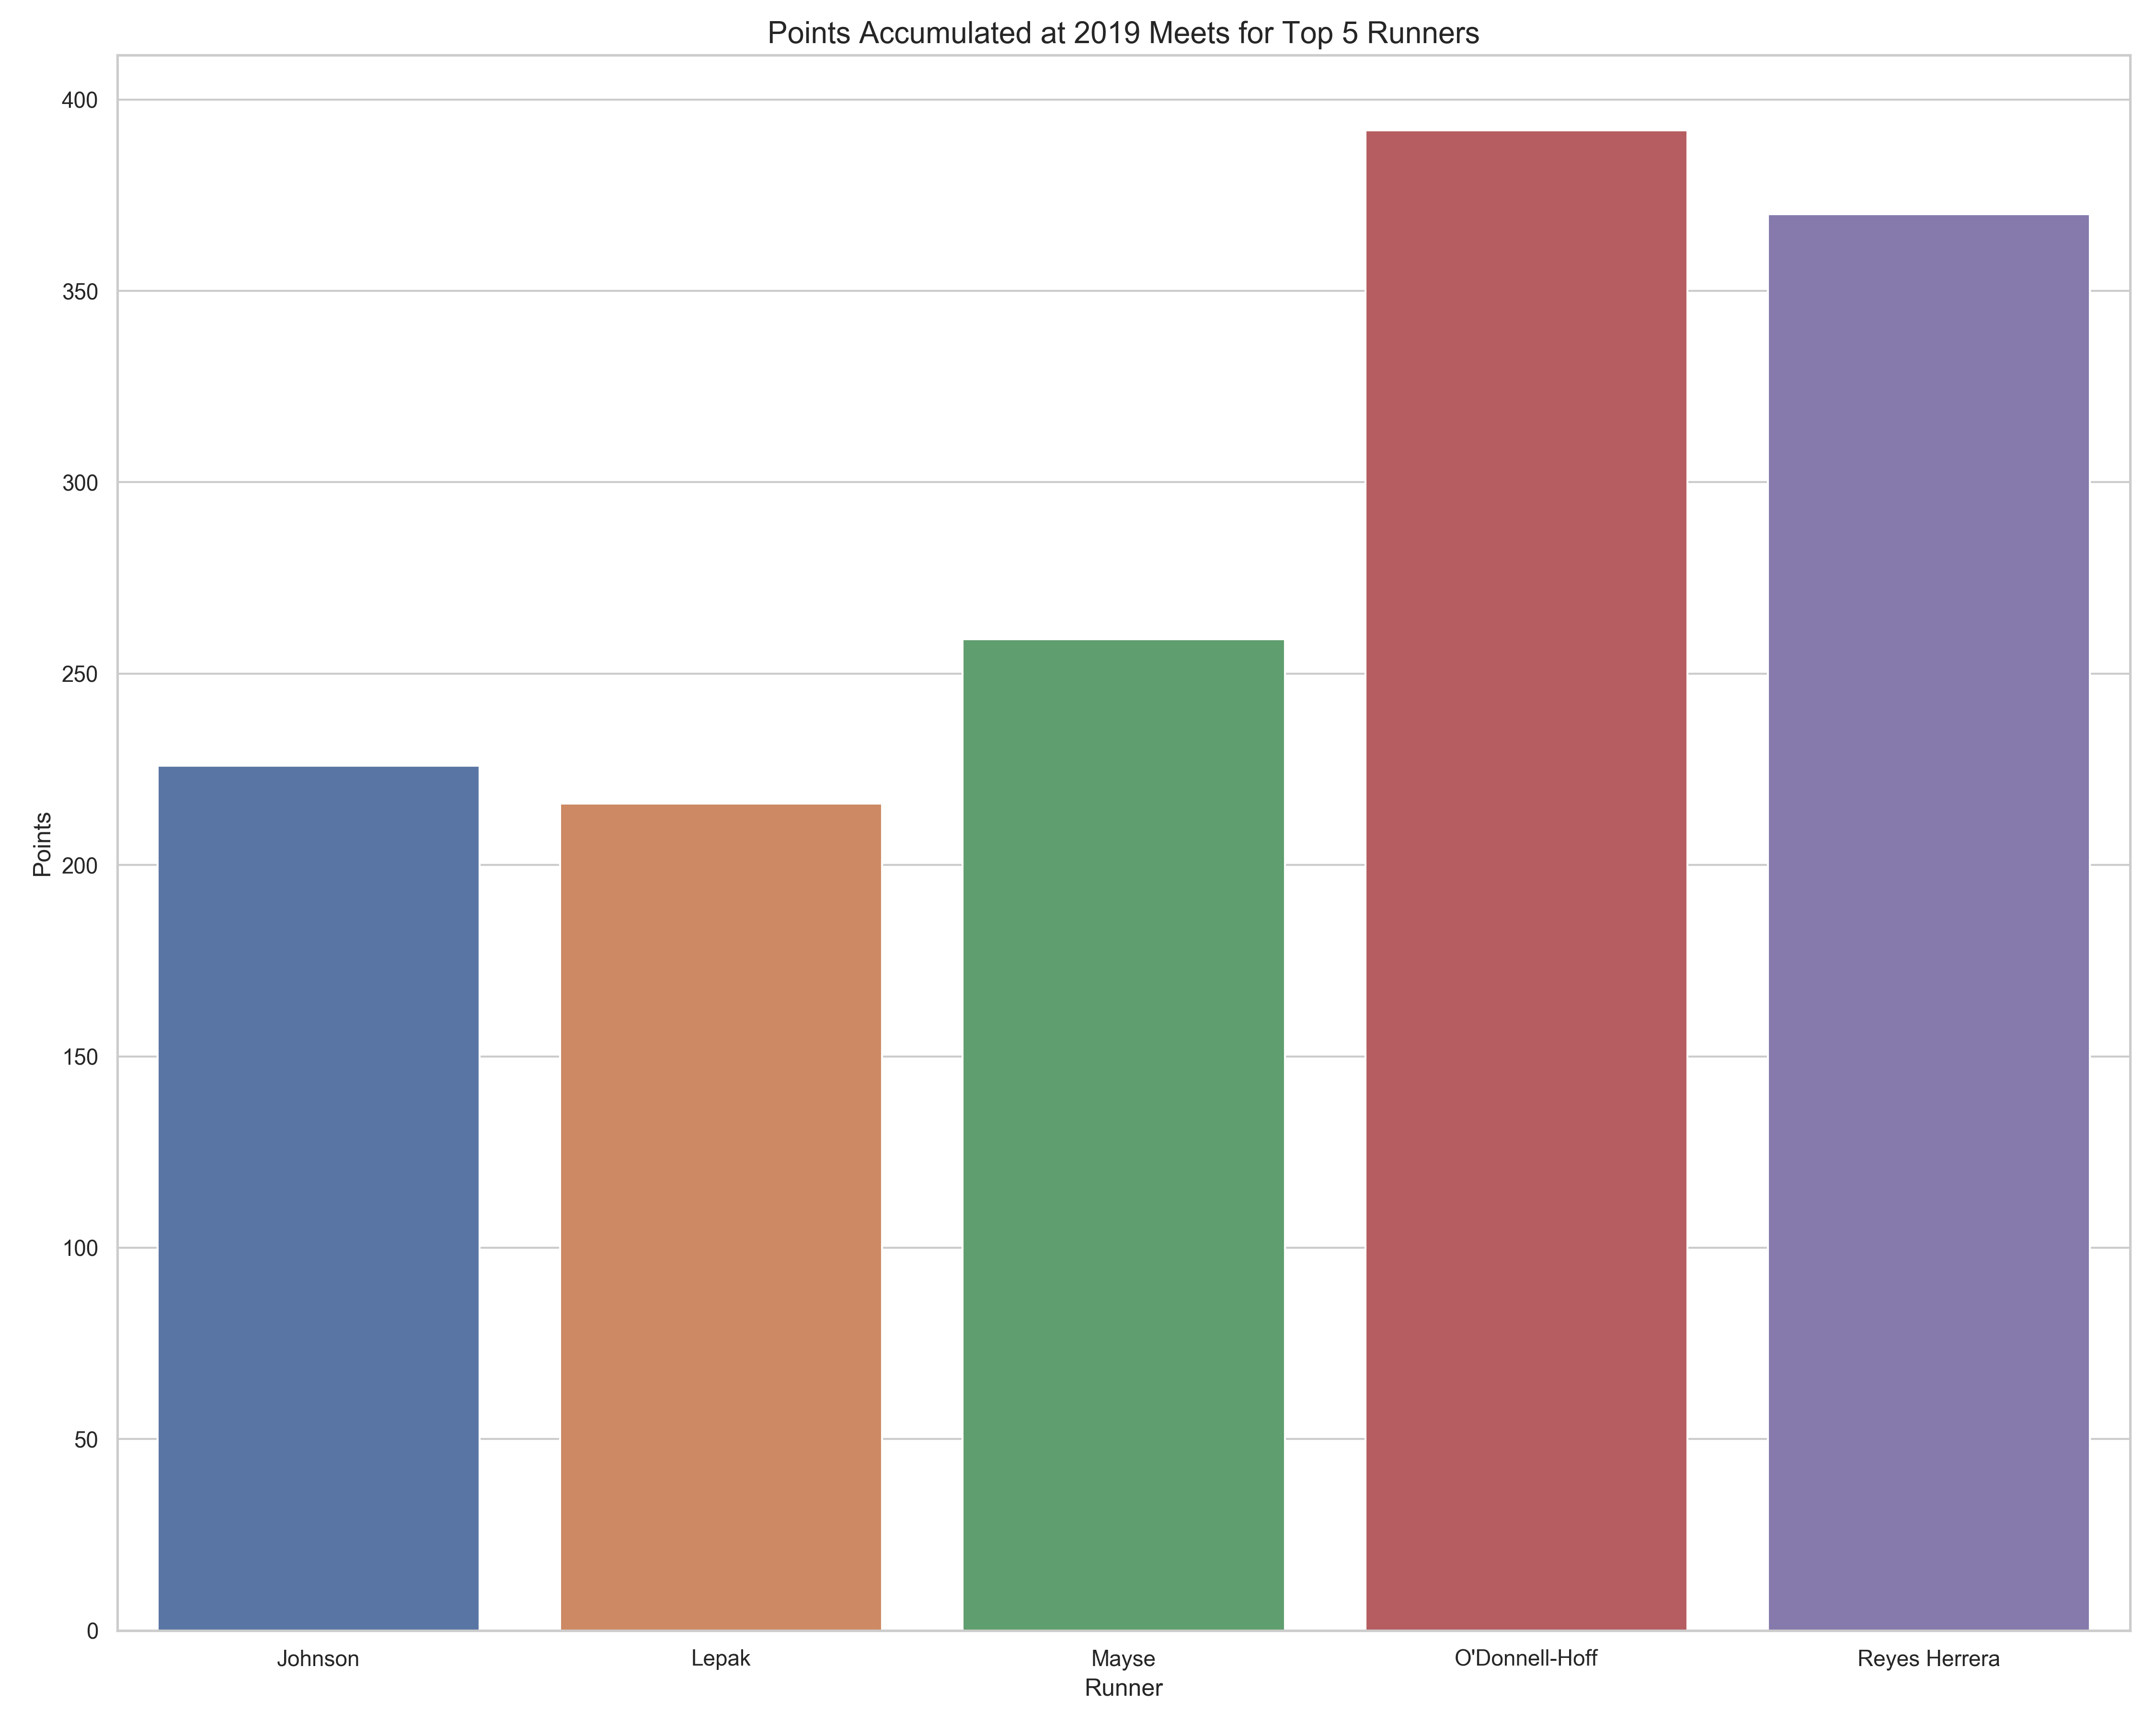 Points Accumulated at 2019 Meets for Top 5 Runners
400
350
300
250
200
150
100
50
0
Points
Johnson
Lepak
Mayse
O'Donnell-Hoff
Reyes Herrera
Runner